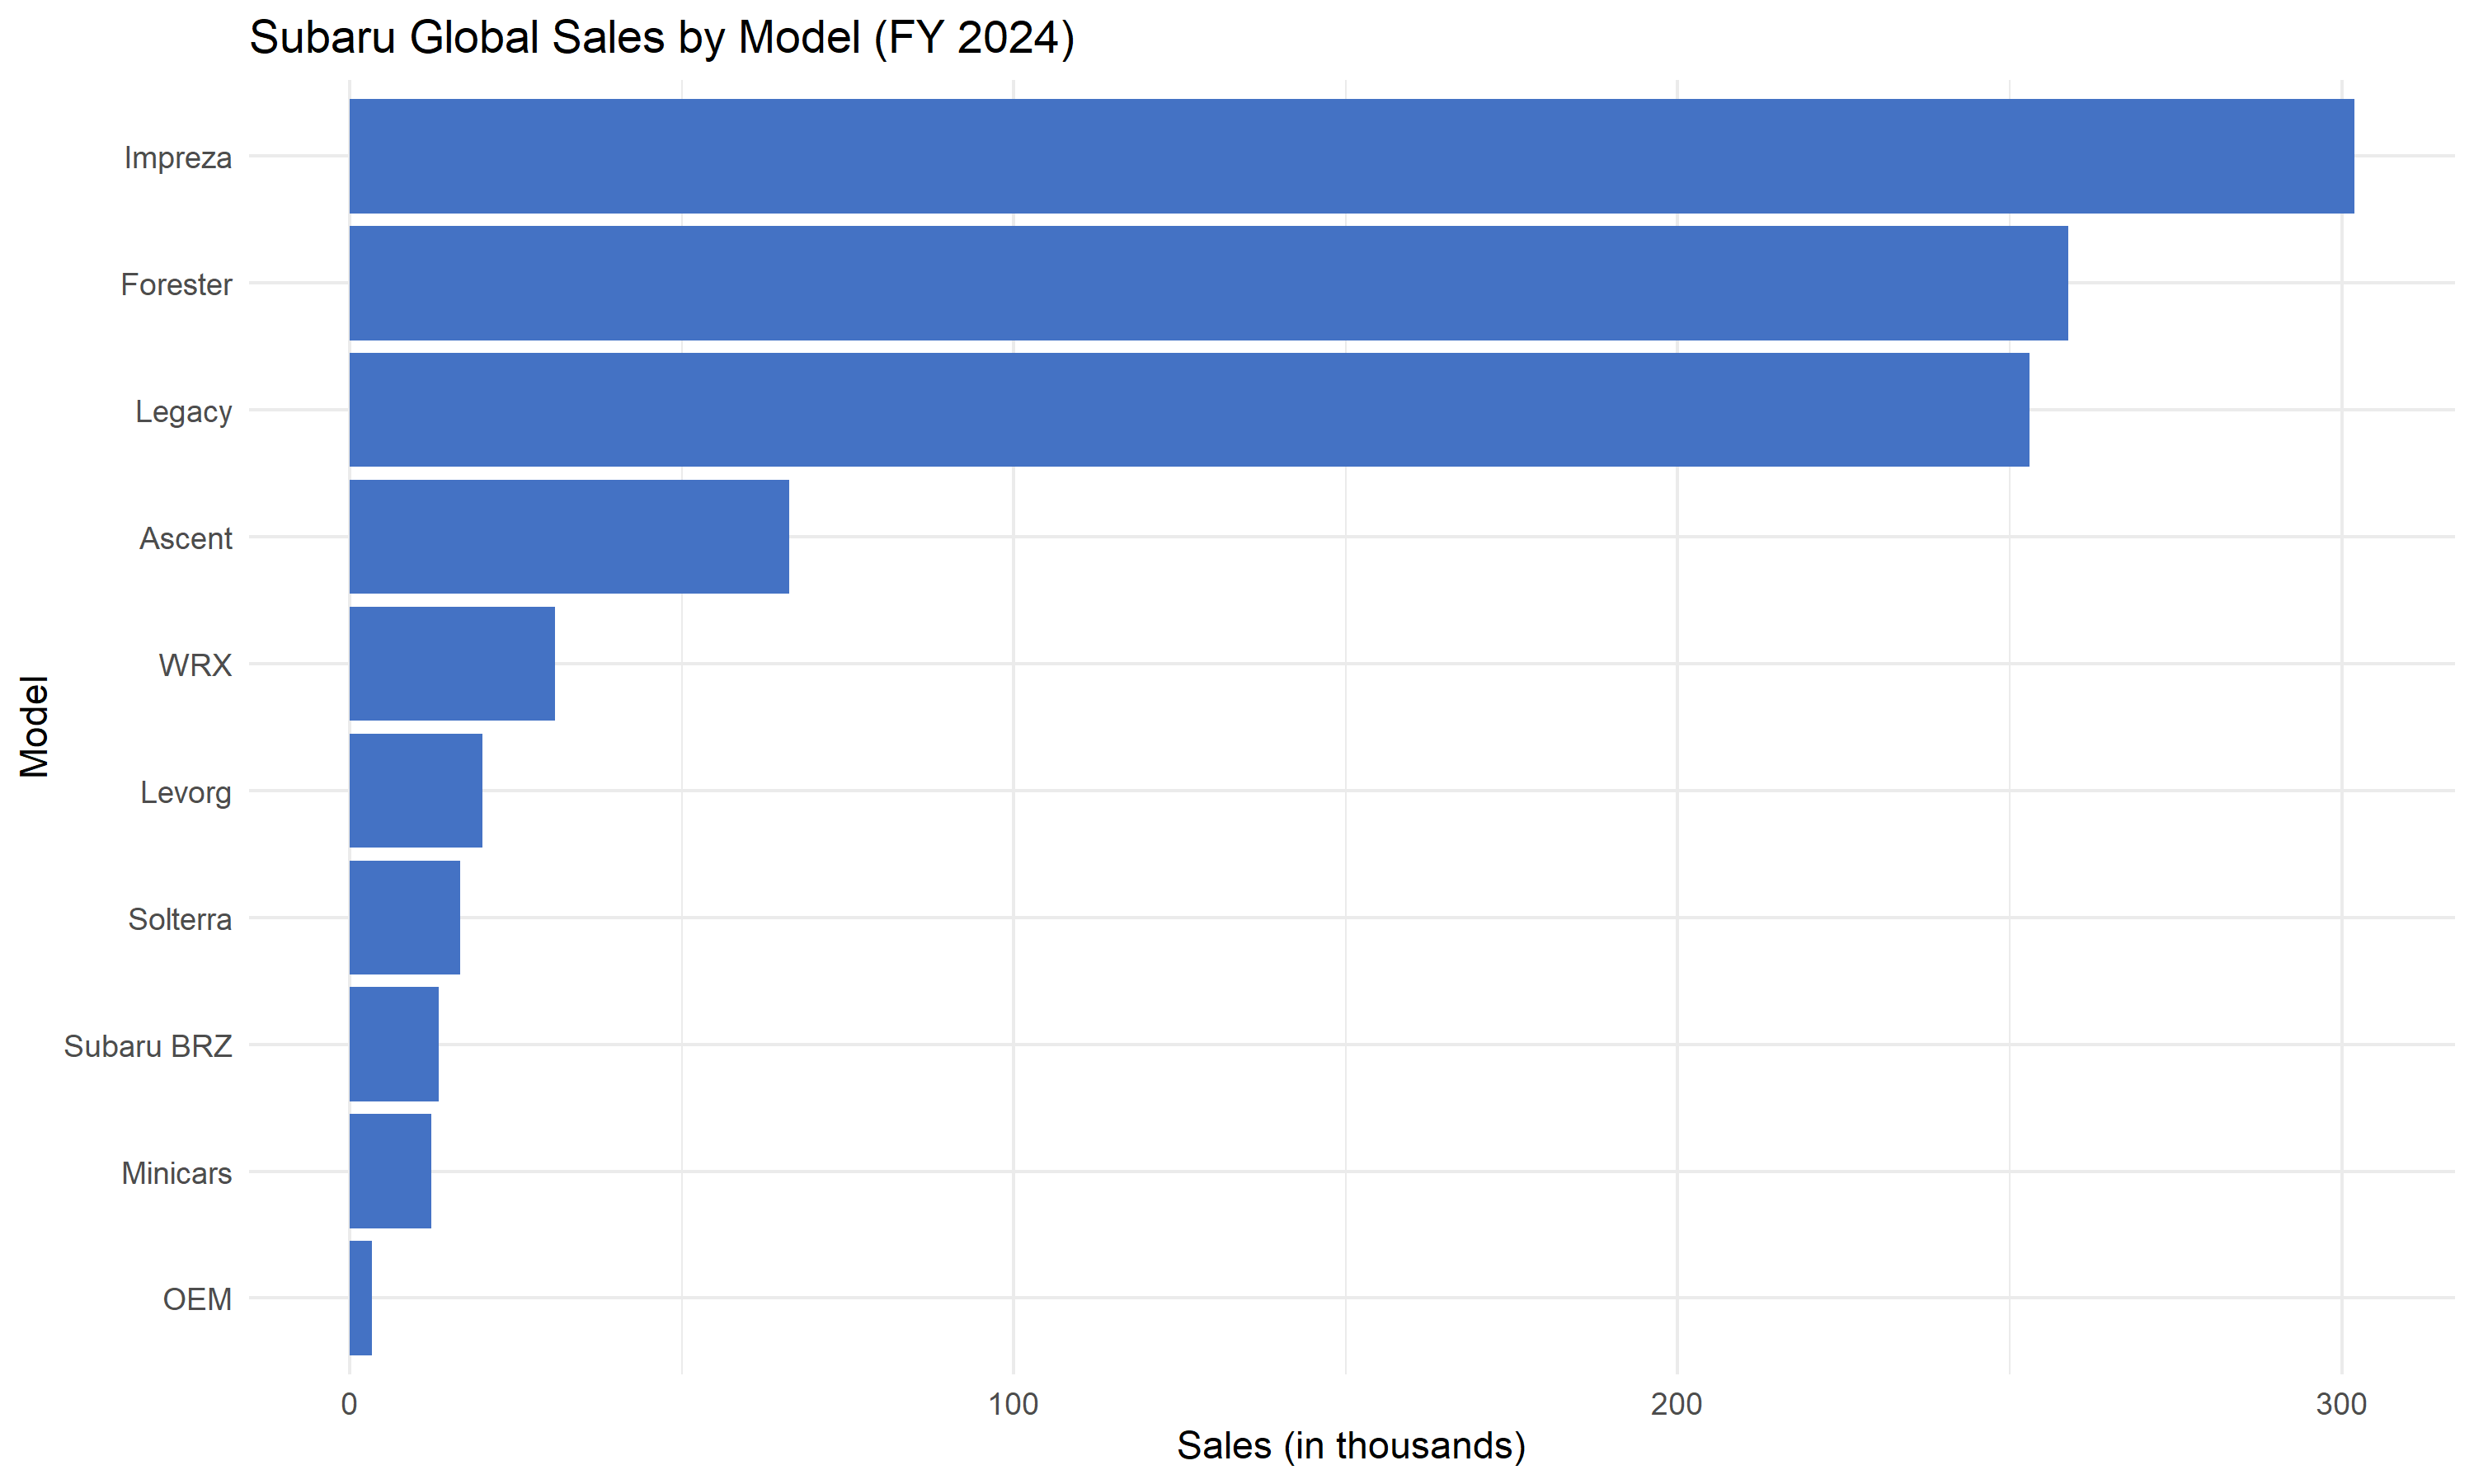 Subaru Global Sales by Model (FY 2024)
Model
Impreza
Forester
Legacy
Ascent
WRX
Levorg
Solterra
Subaru BRZ
Minicars
OEM
0 100 200 300
Sales (in thousands)